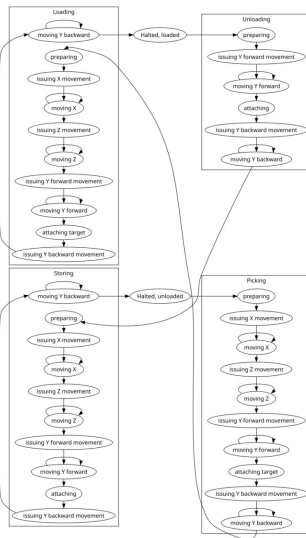 Loading
moving Y backward
preparing
issuing X movement
moving X
issuing Z movement
moving Z
issuing Y forward movement
moving Y forward
attaching target
issuing Y backward movement
Halted, loaded
Unloading
preparing
issuing Y forward movement
moving Y forward
attaching
issuing Y backward movement
moving Y backward
Storing
moving Y backward
preparing
issuing X movement
moving X
issuing Z movement
moving Z
issuing Y forward movement
moving Y forward
attaching
issuing Y backward movement
Halted, unloaded
Picking
preparing
issuing X movement
moving X
issuing Z movement
moving Z
issuing Y forward movement
moving Y forward
attaching target
issuing Y backward movement
moving Y backward